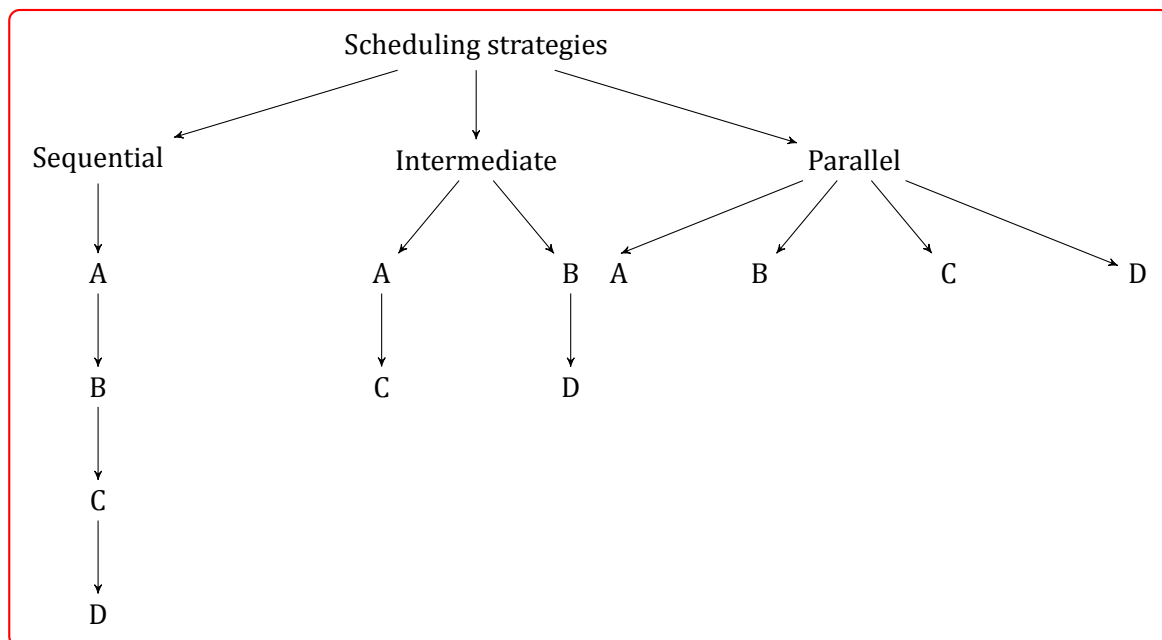 Scheduling strategies
Sequential
Intermediate
Parallel
A
A
B
A
B
C
D
B
C
D
C
D